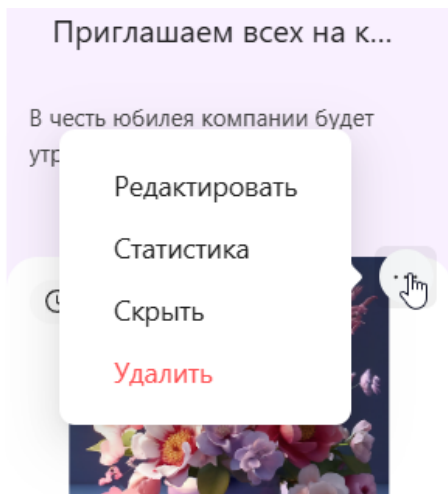 Приглашаем всех на к...
В честь юбилея компании будет
утр
Редактировать
Статистика
Скрыть
Удалить